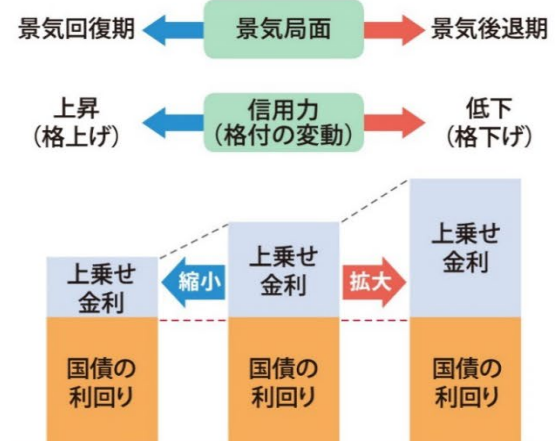 景気回復期
景気局面
景気後退期
上昇
(格上げ)
信用力
(格付の変動)
低下
(格下げ)
上乗せ
金利
縮小
上乗せ
金利
拡大
上乗せ
金利
国債の
利回り
国債の
利回り
国債の
利回り